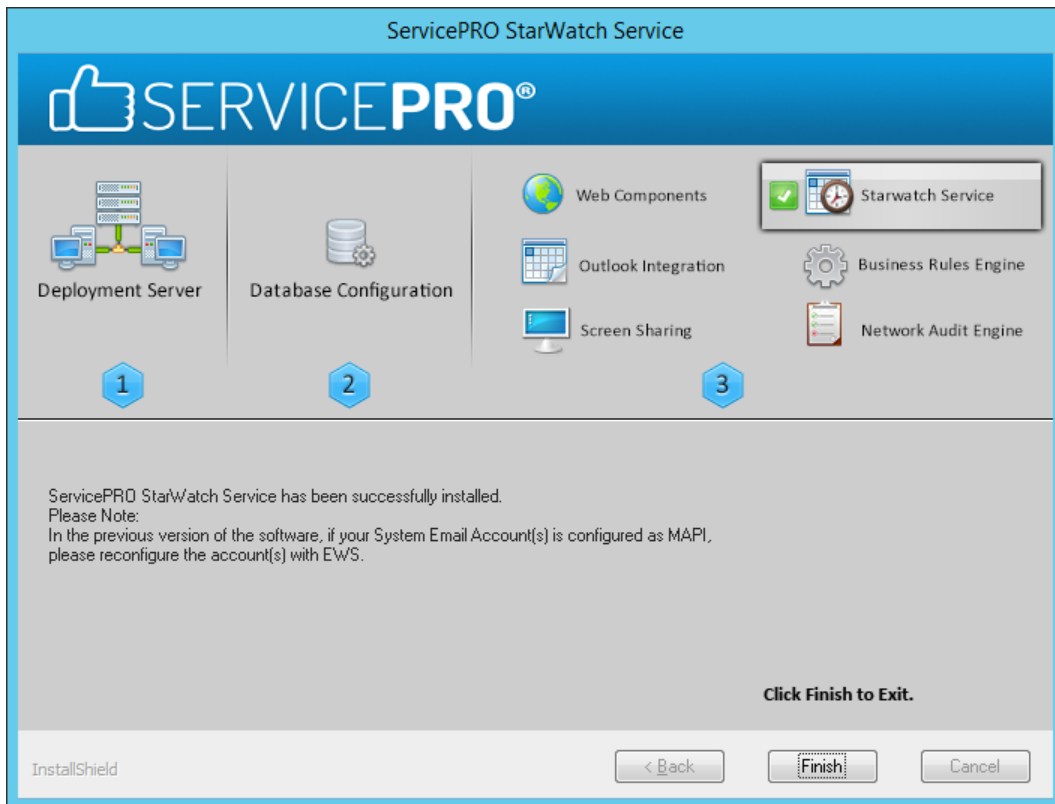 ServicePRO StarWatch Service
SERVICEPRO®
Web Components
Starwatch Service
Outlook Integration
Business Rules Engine
Deployment Server
Database Configuration
Screen Sharing
Network Audit Engine
1
2
3
ServicePRO StarWatch Service has been successfully installed.
Please Note:
In the previous version of the software, if your System Email Account(s) is configured as MAPI,
please reconfigure the account(s) with EWS.
Click Finish to Exit.
InstallShield
< Back
Finish
Cancel